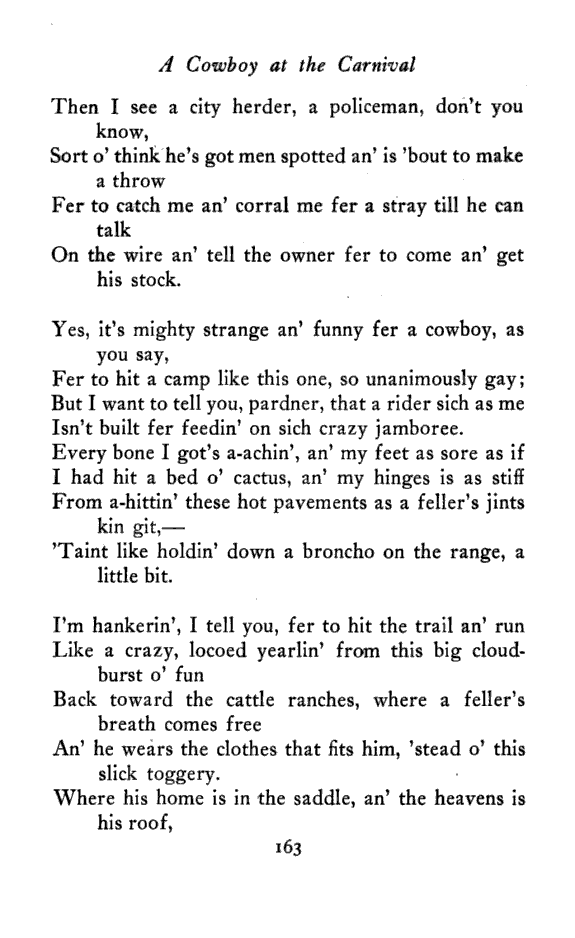 A Cowboy at the Carnival
Then I see a city herder, a policeman, don't you
know,
Sort o' think he's got men spotted an' is 'bout to make
a throw
Fer to catch me an' corral me fer a stray till he can
talk
On the wire an' tell the owner fer to come an' get
his stock.
Yes, it's mighty strange an' funny fer a cowboy, as
you say,
Fer to hit a camp like this one, so unanimously gay;
But I want to tell you, pardner, that a rider sich as me
Isn't built fer feedin' on sich crazy jamboree.
Every bone I got's a-achin', an' my feet as sore as if
I had hit a bed o' cactus, an' my hinges is as stiff
From a-hittin' these hot pavements as a feller's jints
kin git,—
'Taint like holdin' down a broncho on the range, a
little bit.
I'm hankerin', I tell you, fer to hit the trail an' run
Like a crazy, locoed yearlin' from this big cloud-
burst o' fun
Back toward the cattle ranches, where a feller's
breath comes free
An' he wears the clothes that fits him, 'stead o' this
slick toggery.
Where his home is in the saddle, an' the heavens is
his roof,
163